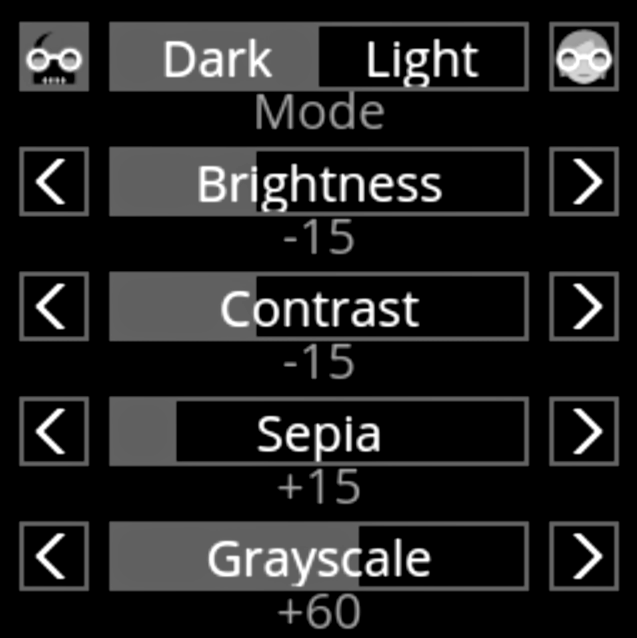 Dark Light
Mode
Brightness
-15
Contrast
-15
Sepia
+15
Grayscale
+60